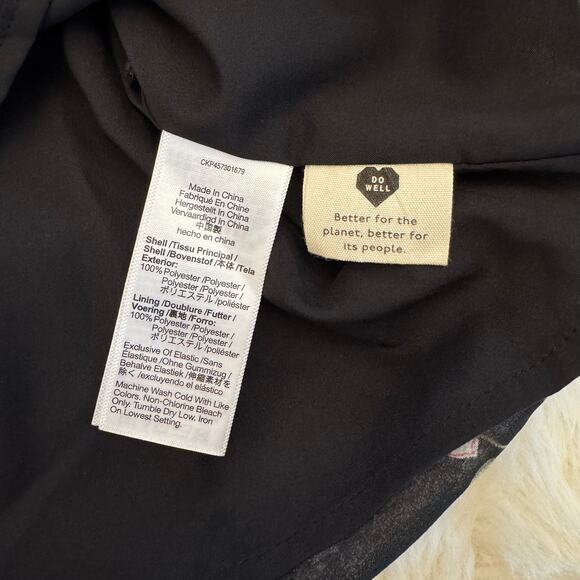 CKP457301679
Made In China
Fabriqué En Chine
Hergestellt In China
Vervaardigd In China
中国製
hecho en china
Shell /Tissu Principal /
Shell /Bovenstof /本体 /Tela
Exterior:
100% Polyester /Polyester /
Polyester /Polyester /
ポリエステル /poliéster
Lining /Doublure /Futter /
Voering /裏地 /Forro:
100% Polyester /Polyester /
Polyester /Polyester /
ポリエステル /poliéster
Exclusive Of Elastic /Sans
Élastique /Ohne Gummizug /
Behalve Elastiek /伸縮素材を
除く /excluyendo el elástico
Machine Wash Cold With Like
Colors. Non-Chlorine Bleach
Only. Tumble Dry Low. Iron
On Lowest Setting.
DO
WELL
Better for the
planet, better for
its people.